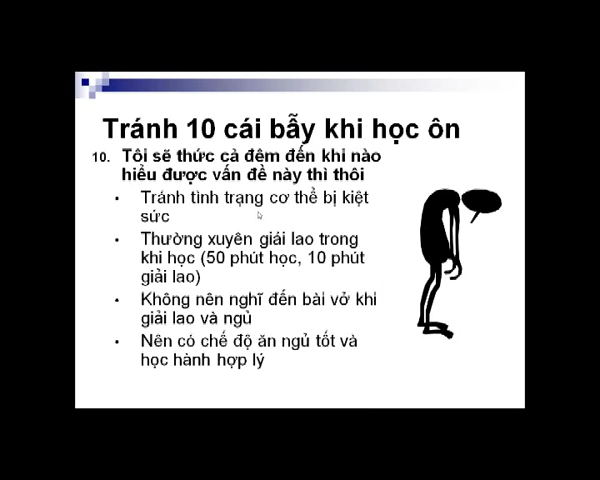 Tránh 10 cái bẫy khi học ôn
10. Tôi sẽ thức cả đêm đến khi nào
hiểu được vấn đề này thì thôi
• Tránh tình trạng cơ thể bị kiệt
sức
• Thường xuyên giải lao trong
khi học (50 phút học, 10 phút
giải lao)
• Không nên nghĩ đến bài vở khi
giải lao và ngủ
• Nên có chế độ ăn ngủ tốt và
học hành hợp lý